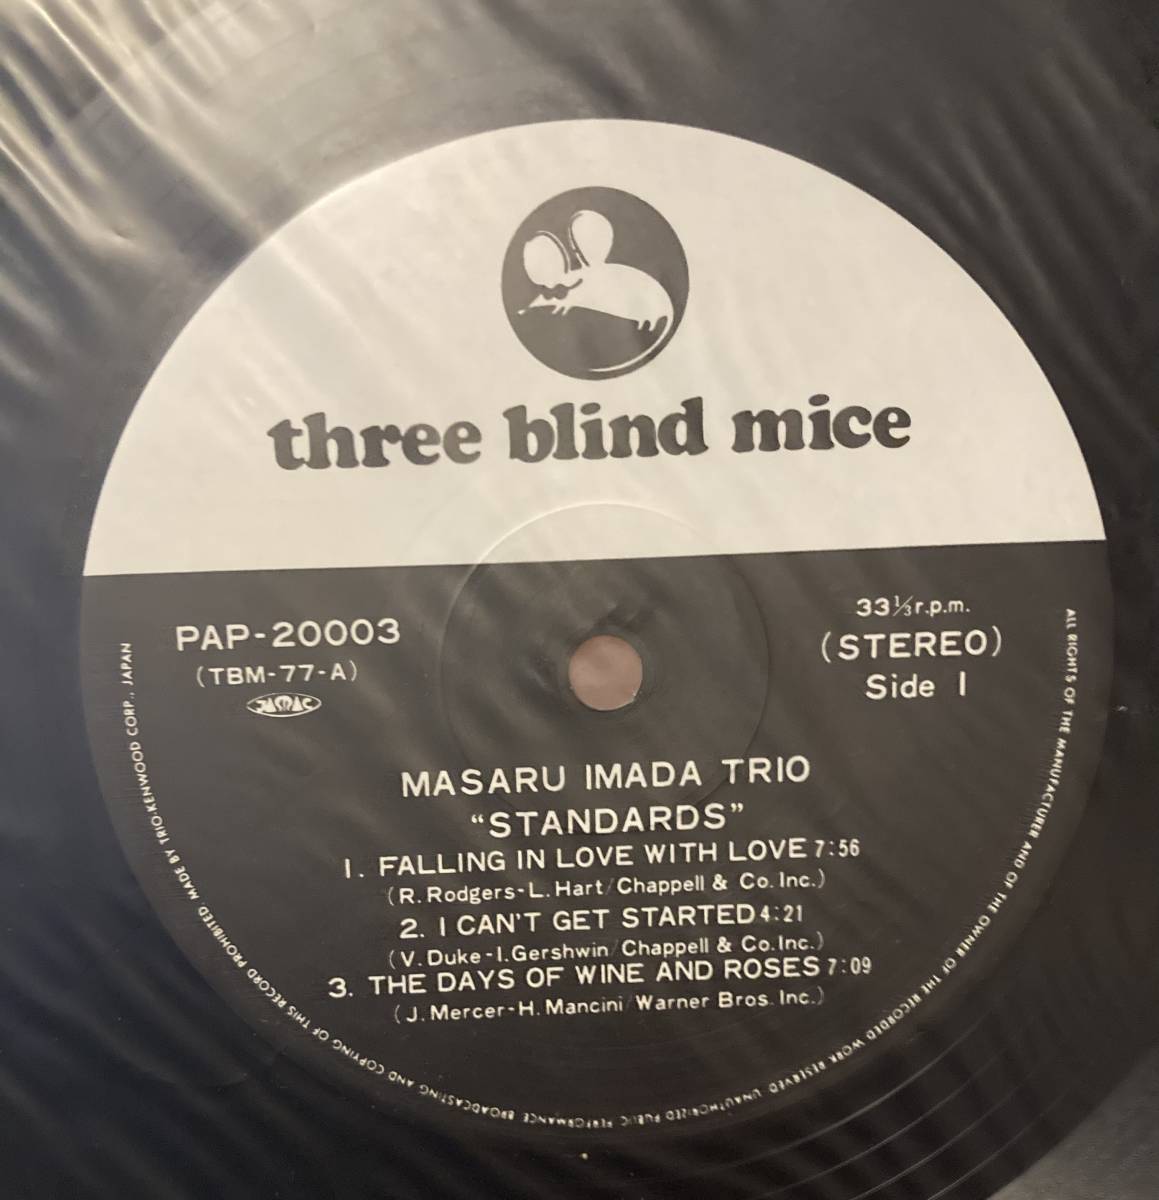 three blind mice
PAP-20003
(TBM-77-A)
JASRAC
33 1/3 r.p.m.
(STEREO)
Side 1
MASARU IMADA TRIO
“STANDARDS”
1. FALLING IN LOVE WITH LOVE 7:56
(R. Rodgers-L. Hart/Chappell & Co. Inc.)
2. I CAN'T GET STARTED 4:21
(V. Duke-I. Gershwin/Chappell & Co. Inc.)
3. THE DAYS OF WINE AND ROSES 7:09
(J. Mercer-H. Mancini/Warner Bros. Inc.)
ALL RIGHTS OF THE MANUFACTURER AND OF THE OWNER OF THE RECORDED WORK RESERVED. UNAUTHORIZED PUBLIC PERFORMANCE BROADCASTING AND COPYING OF THIS RECORD PROHIBITED. MADE BY TRIO-KENWOOD CORP., JAPAN